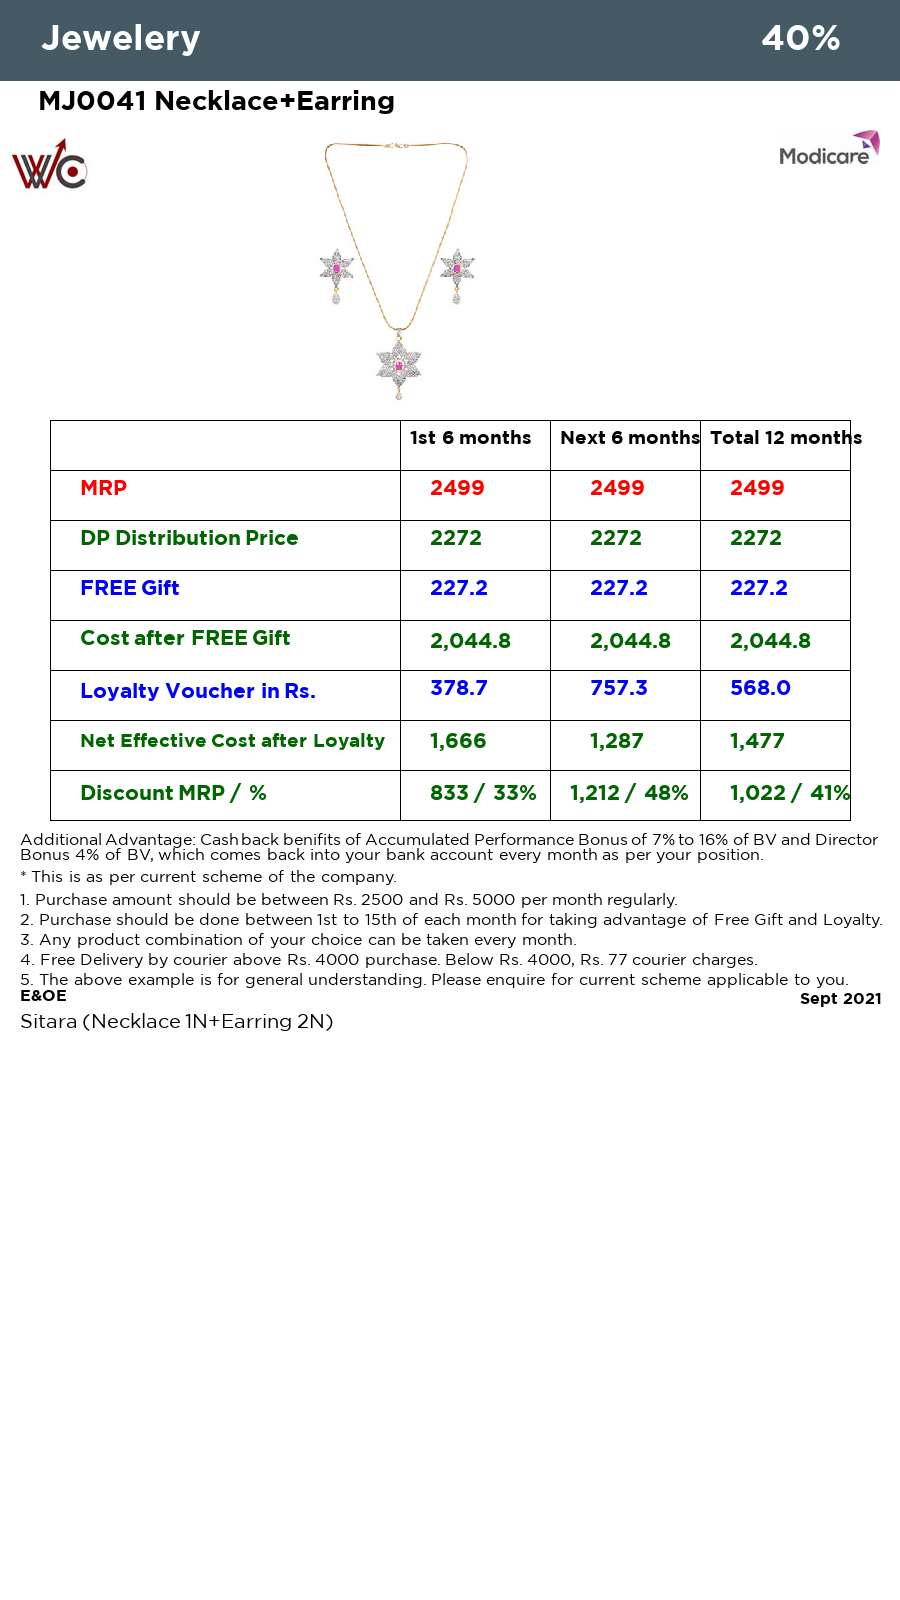 Jewelery 40%
MJ0041 Necklace+Earring
WC
Modicare
1st 6 months Next 6 months Total 12 months
MRP 2499 2499 2499
DP Distribution Price 2272 2272 2272
FREE Gift 227.2 227.2 227.2
Cost after FREE Gift 2,044.8 2,044.8 2,044.8
Loyalty Voucher in Rs. 378.7 757.3 568.0
Net Effective Cost after Loyalty 1,666 1,287 1,477
Discount MRP / % 833 / 33% 1,212 / 48% 1,022 / 41%
Additional Advantage: Cash back benifits of Accumulated Performance Bonus of 7% to 16% of BV and Director
Bonus 4% of BV, which comes back into your bank account every month as per your position.
* This is as per current scheme of the company.
1. Purchase amount should be between Rs. 2500 and Rs. 5000 per month regularly.
2. Purchase should be done between 1st to 15th of each month for taking advantage of Free Gift and Loyalty.
3. Any product combination of your choice can be taken every month.
4. Free Delivery by courier above Rs. 4000 purchase. Below Rs. 4000, Rs. 77 courier charges.
5. The above example is for general understanding. Please enquire for current scheme applicable to you.
E&OE Sept 2021
Sitara (Necklace 1N+Earring 2N)